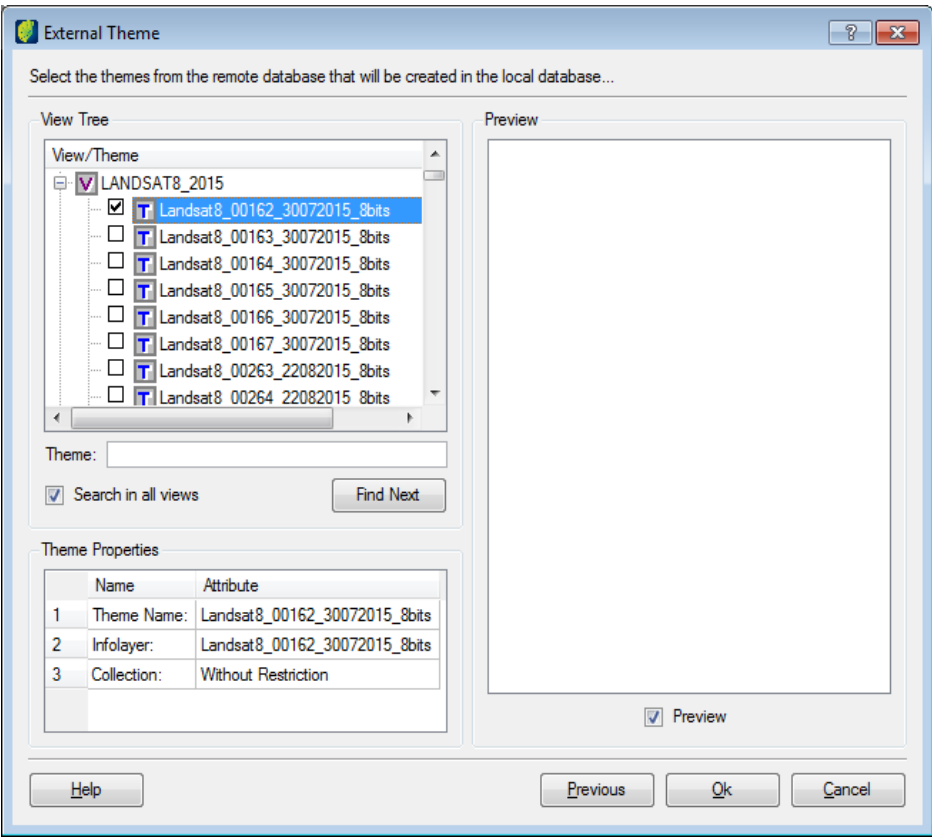 External Theme
Select the themes from the remote database that will be created in the local database...
View Tree
View/Theme
V LANDSAT8_2015
T Landsat8_00162_30072015_8bits
T Landsat8_00163_30072015_8bits
T Landsat8_00164_30072015_8bits
T Landsat8_00165_30072015_8bits
T Landsat8_00166_30072015_8bits
T Landsat8_00167_30072015_8bits
T Landsat8_00263_22082015_8bits
T Landsat8_00264_22082015_8bits
Theme:
Search in all views
Find Next
Theme Properties
Name Attribute
1 Theme Name: Landsat8_00162_30072015_8bits
2 Infolayer: Landsat8_00162_30072015_8bits
3 Collection: Without Restriction
Preview
Preview
Help Previous Ok Cancel